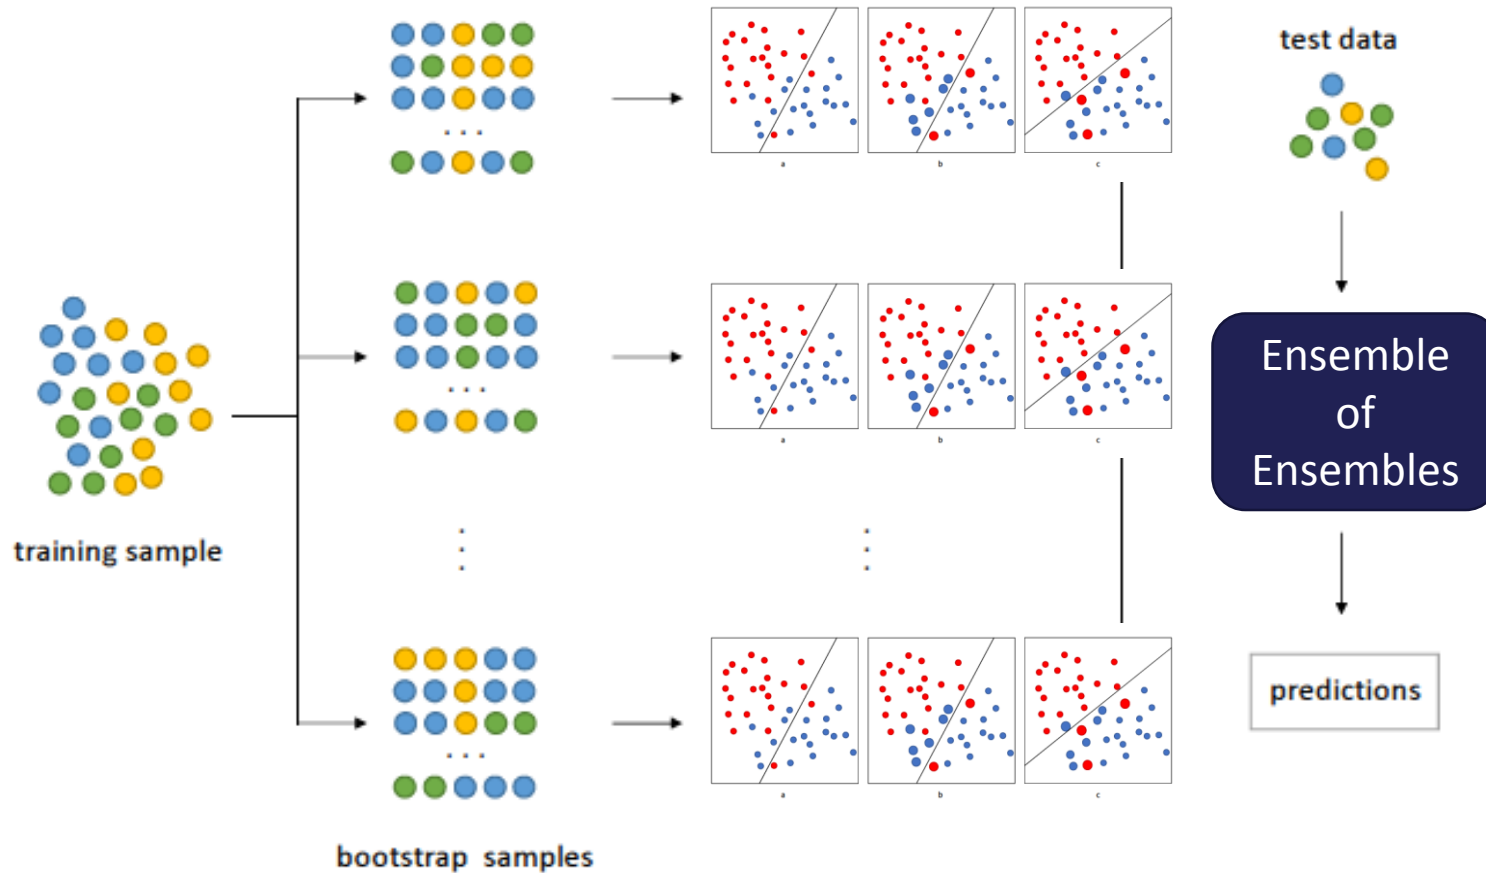 test data
a
b
c
a
b
c
Ensemble
of
Ensembles
training sample
predictions
a
b
c
bootstrap samples